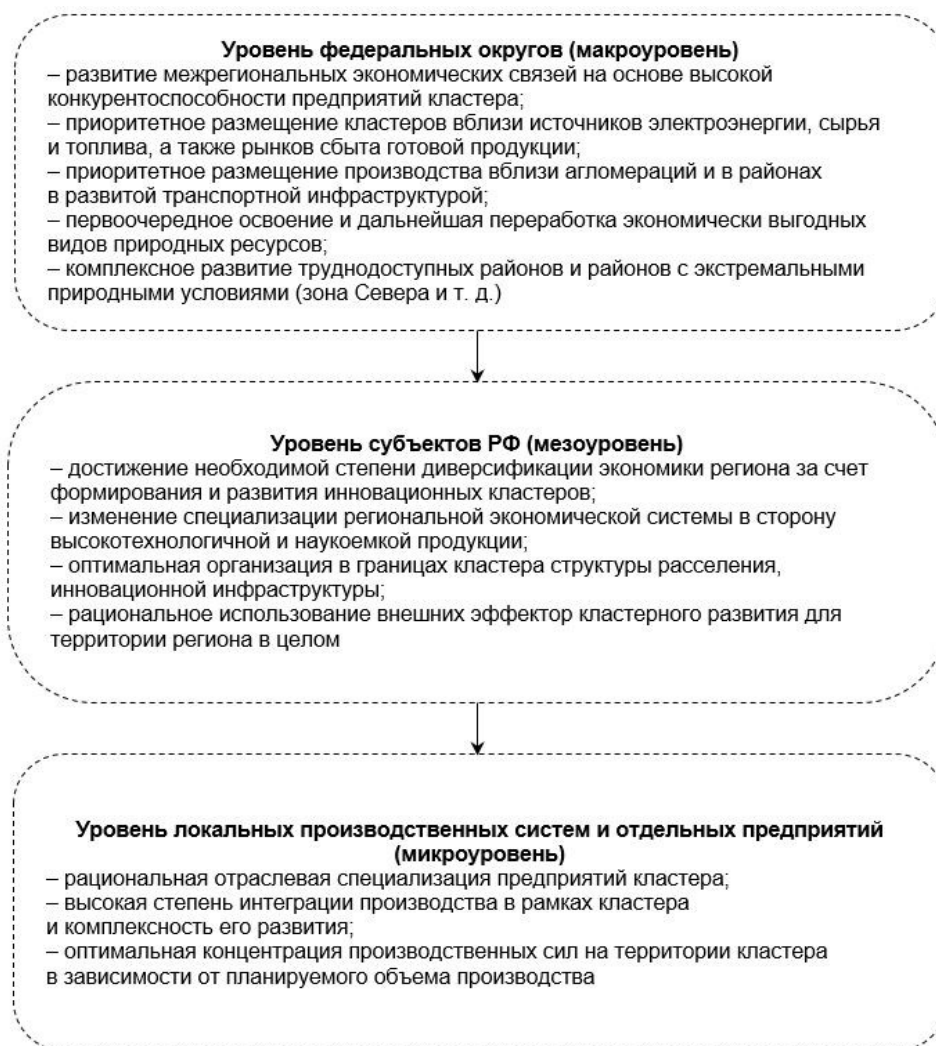 Уровень федеральных округов (макроуровень)
– развитие межрегиональных экономических связей на основе высокой
конкурентоспособности предприятий кластера;
– приоритетное размещение кластеров вблизи источников электроэнергии, сырья
и топлива, а также рынков сбыта готовой продукции;
– приоритетное размещение производства вблизи агломераций и в районах
в развитой транспортной инфраструктурой;
– первоочередное освоение и дальнейшая переработка экономически выгодных
видов природных ресурсов;
– комплексное развитие труднодоступных районов и районов с экстремальными
природными условиями (зона Севера и т. д.)
Уровень субъектов РФ (мезоуровень)
– достижение необходимой степени диверсификации экономики региона за счет
формирования и развития инновационных кластеров;
– изменение специализации региональной экономической системы в сторону
высокотехнологичной и наукоемкой продукции;
– оптимальная организация в границах кластера структуры расселения,
инновационной инфраструктуры;
– рациональное использование внешних эффектор кластерного развития для
территории региона в целом
Уровень локальных производственных систем и отдельных предприятий
(микроуровень)
– рациональная отраслевая специализация предприятий кластера;
– высокая степень интеграции производства в рамках кластера
и комплексность его развития;
– оптимальная концентрация производственных сил на территории кластера
в зависимости от планируемого объема производства